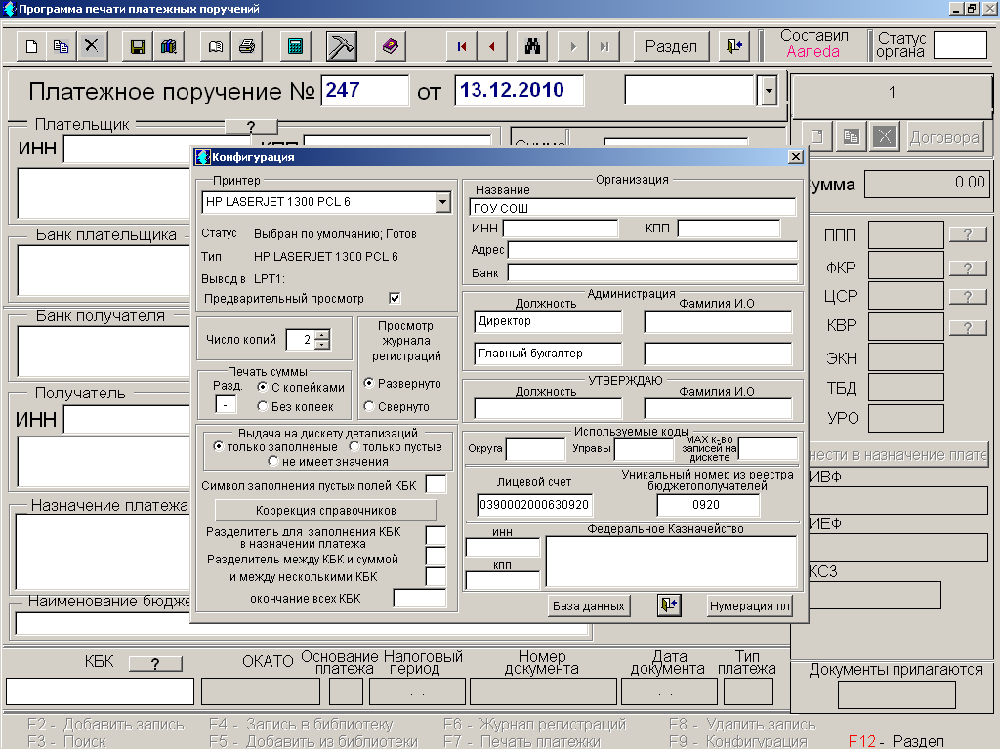 Программа печати платежных поручений
Раздел
Составил
Aaleda
Статус
органа
Платежное поручение №
247
от
13.12.2010
1
Плательщик
?
ИНН
КПП
Сумма
Договора
Сумма
0.00
Банк плательщика
Банк получателя
Получатель
ИНН
Назначение платежа
Конфигурация
Принтер
HP LASERJET 1300 PCL 6
Статус Выбран по умолчанию; Готов
Тип HP LASERJET 1300 PCL 6
Вывод в LPT1:
Предварительный просмотр
Число копий
2
Просмотр
журнала
регистраций
Развернуто
Свернуто
Печать суммы
Разд.
-
С копейками
Без копеек
Выдача на дискету детализаций
только заполненые
только пустые
не имеет значения
Символ заполнения пустых полей КБК
Коррекция справочников
Разделитель для заполнения КБК
в назначении платежа
Разделитель между КБК и суммой
и между несколькими КБК
окончание всех КБК
Организация
Название
ГОУ СОШ
ИНН
КПП
Адрес
Банк
Администрация
Должность
Фамилия И.О
Директор
Главный бухгалтер
УТВЕРЖДАЮ
Должность
Фамилия И.О
Используемые коды
Округа
Управы
MAX к-во
записей на
дискете
Лицевой счет
Уникальный номер из реестра
бюджетополучателей
0390002000630920
0920
инн
кпп
Федеральное Казначейство
База данных
Нумерация пл
ППП
?
ФКР
?
ЦСР
?
КВР
?
ЭКН
ТБД
УРО
нести в назначение плате
ИВФ
ИЕФ
КСЗ
Наименование бюдже
КБК
?
ОКАТО
Основание
платежа
Налоговый
период
. .
Номер
документа
Дата
документа
. .
Тип
платежа
Документы прилагаются
F2 - Добавить запись
F4 - Запись в библиотеку
F6 - Журнал регистраций
F8 - Удалить запись
F3 - Поиск
F5 - Добавить из библиотеки
F7 - Печать платежки
F9 - Конфигурация
F12 - Раздел